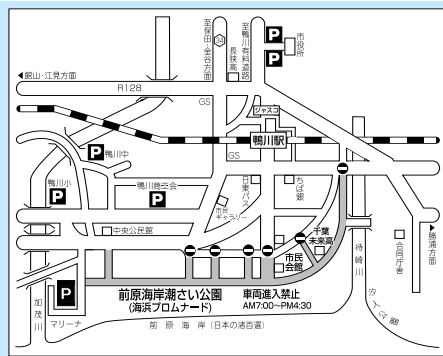 至保田・金谷方面
34
長狭高
至鴨川有料道路
P
P
市役所
館山・江見方面
R128
GS
ジャスコ
鴨川駅
P
鴨川中
GS
鴨川小
P
鴨川商工会
P
日東バス
ちば銀
市民
ギャラリー
中央公民館
千葉
未来高
市民
会館
待崎川
合同庁舎
勝浦方面
P
マリーナ
加茂川
前原海岸潮さい公園
(海浜プロムナード)
車両進入禁止
AM7:00~PM4:30
前原海岸(日本の渚百選)
汐入公園